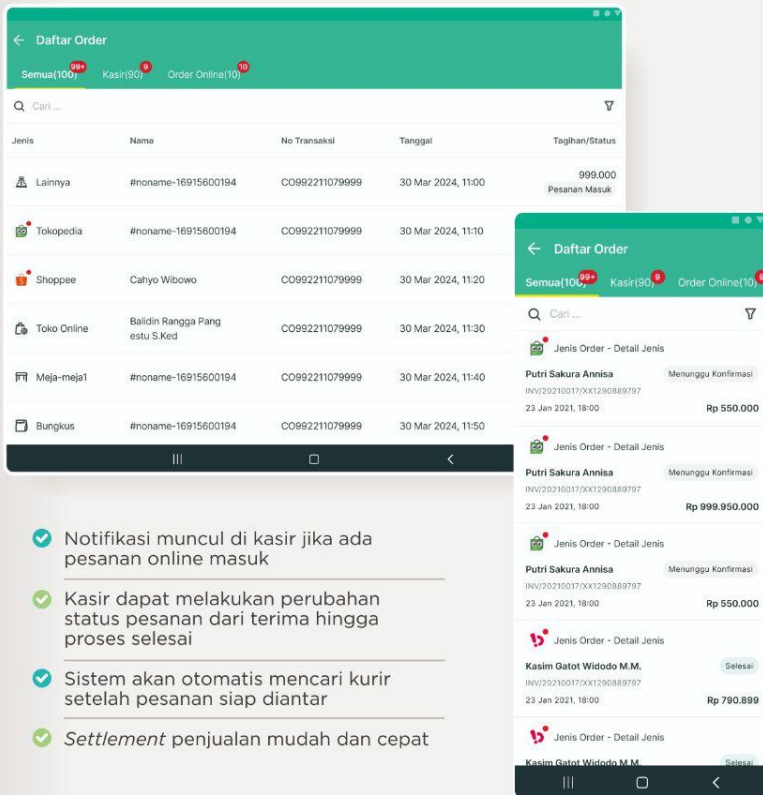 Daftar Order
Semua(100) 99+ Kasir(90) 9 Order Online(10) 10
Cari ...
Jenis Nama No Transaksi Tanggal Tagihan/Status
Lainnya #noname-16915600194 CO992211079999 30 Mar 2024, 11:00 999.000
Pesanan Masuk
Tokopedia #noname-16915600194 CO992211079999 30 Mar 2024, 11:10
Shoppee Cahyo Wibowo CO992211079999 30 Mar 2024, 11:20
Toko Online Balidin Rangga Pang
estu S.Ked CO992211079999 30 Mar 2024, 11:30
Meja-meja1 #noname-16915600194 CO992211079999 30 Mar 2024, 11:40
Bungkus #noname-16915600194 CO992211079999 30 Mar 2024, 11:50
Daftar Order
Semua(100) 99+ Kasir(90) 9 Order Online(10) 9
Cari ...
Jenis Order - Detail Jenis
Putri Sakura Annisa Menunggu Konfirmasi
INV/20210017/XX1290889797
23 Jan 2021, 18:00 Rp 550.000
Jenis Order - Detail Jenis
Putri Sakura Annisa Menunggu Konfirmasi
INV/20210017/XX1290889797
23 Jan 2021, 18:00 Rp 999.950.000
Jenis Order - Detail Jenis
Putri Sakura Annisa Menunggu Konfirmasi
INV/20210017/XX1290889797
23 Jan 2021, 18:00 Rp 550.000
Jenis Order - Detail Jenis
Kasim Gatot Widodo M.M. Selesai
INV/20210017/XX1290889797
23 Jan 2021, 18:00 Rp 790.899
Jenis Order - Detail Jenis
Kasim Gatot Widodo M.M. Selesai
Notifikasi muncul di kasir jika ada
pesanan online masuk
Kasir dapat melakukan perubahan
status pesanan dari terima hingga
proses selesai
Sistem akan otomatis mencari kurir
setelah pesanan siap diantar
Settlement penjualan mudah dan cepat